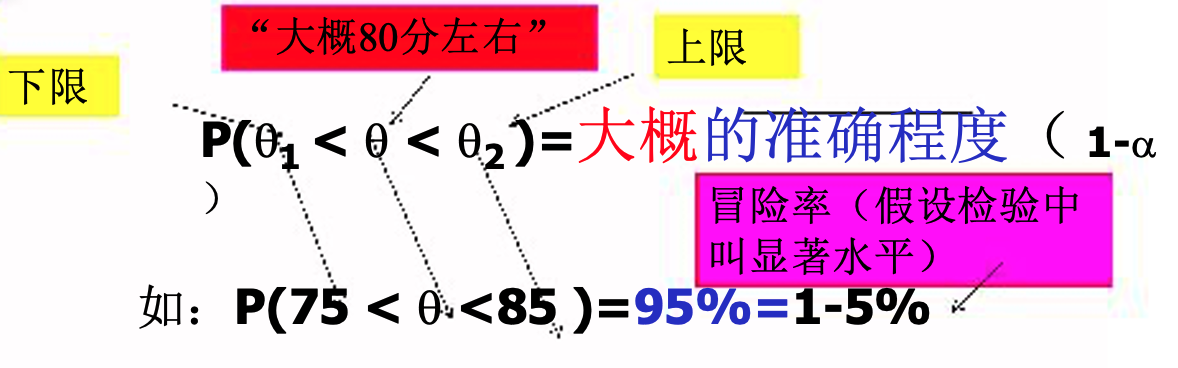 “大概80分左右”
上限
下限
P(θ1 < θ < θ2)=大概的准确程度（ 1-α
）
冒险率（假设检验中
叫显著水平）
如：P(75 < θ <85 )=95%=1-5%